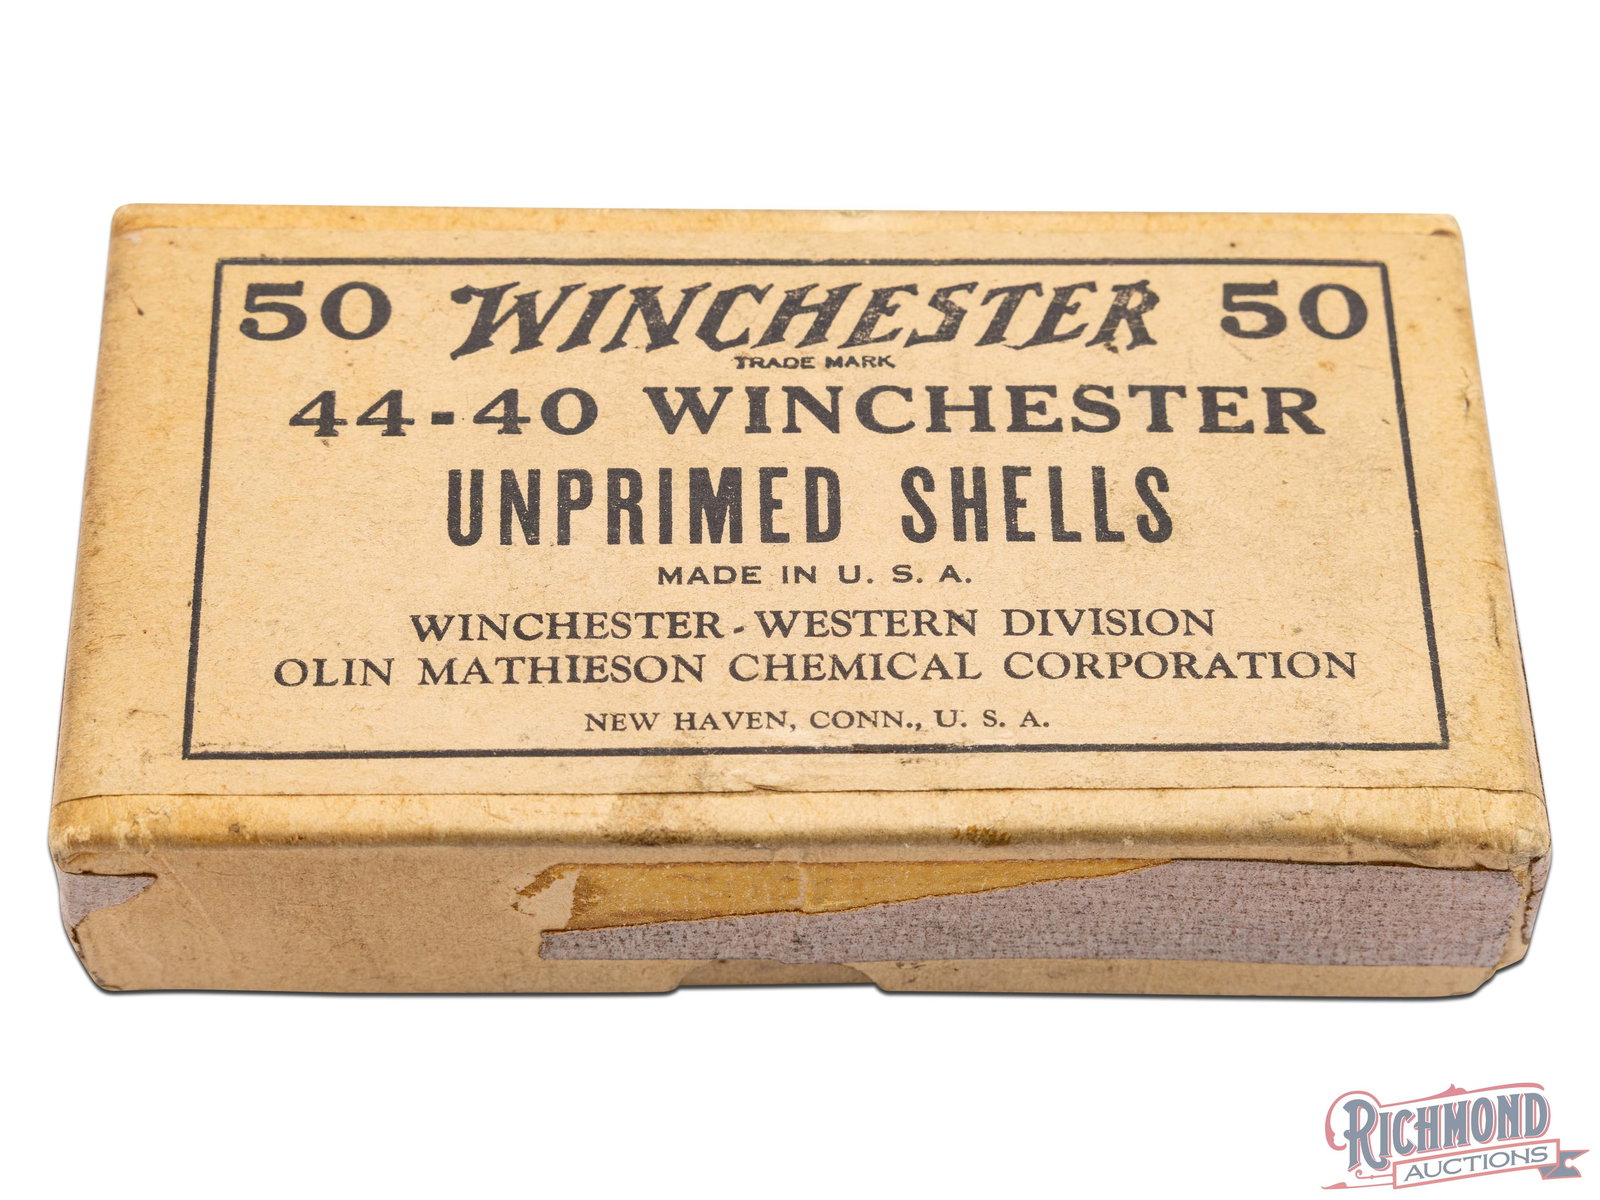 50 WINCHESTER 50
TRADE MARK
44-40 WINCHESTER
UNPRIMED SHELLS
MADE IN U. S. A.
WINCHESTER-WESTERN DIVISION
OLIN MATHIESON CHEMICAL CORPORATION
NEW HAVEN, CONN., U. S. A.
RICHMOND
AUCTIONS